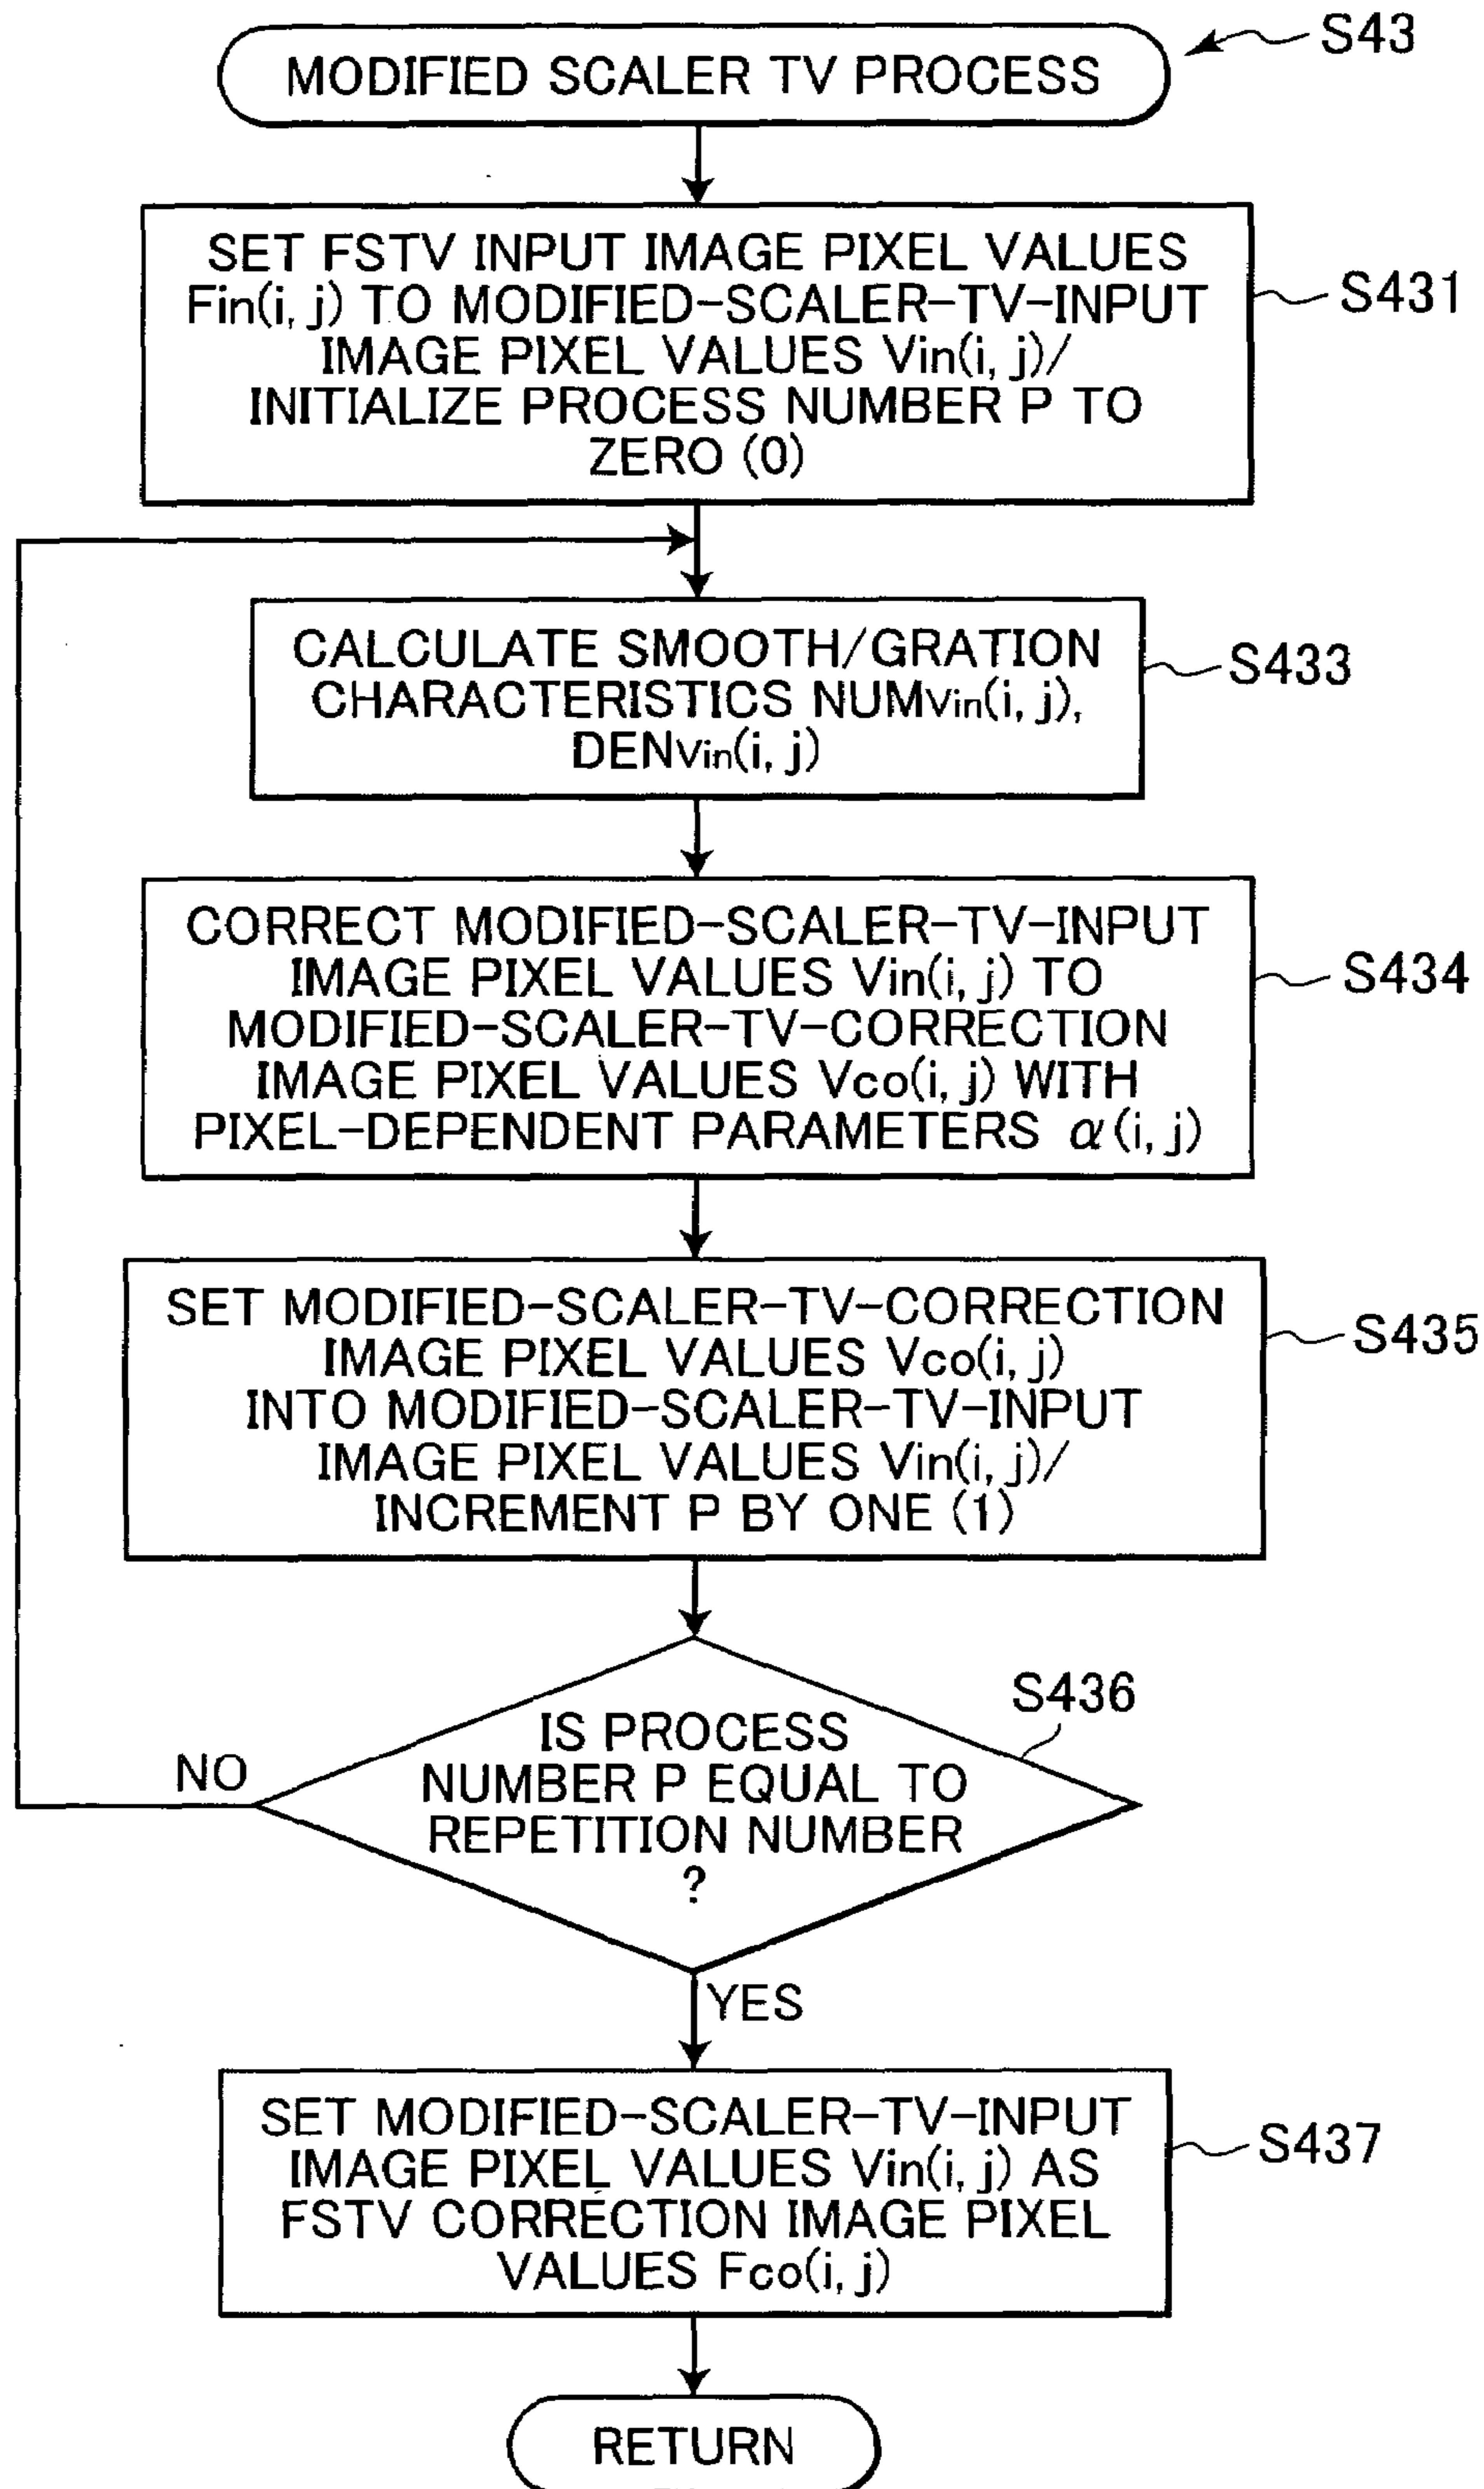 S43
MODIFIED SCALER TV PROCESS
SET FSTV INPUT IMAGE PIXEL VALUES
Fin(i, j) TO MODIFIED-SCALER-TV-INPUT
IMAGE PIXEL VALUES Vin(i, j)/
INITIALIZE PROCESS NUMBER P TO
ZERO (0)
S431
CALCULATE SMOOTH/GRATION
CHARACTERISTICS NUMVin(i, j),
DENVin(i, j)
S433
CORRECT MODIFIED-SCALER-TV-INPUT
IMAGE PIXEL VALUES Vin(i, j) TO
MODIFIED-SCALER-TV-CORRECTION
IMAGE PIXEL VALUES Vco(i, j) WITH
PIXEL-DEPENDENT PARAMETERS α(i, j)
S434
SET MODIFIED-SCALER-TV-CORRECTION
IMAGE PIXEL VALUES Vco(i, j)
INTO MODIFIED-SCALER-TV-INPUT
IMAGE PIXEL VALUES Vin(i, j)/
INCREMENT P BY ONE (1)
S435
S436
IS PROCESS
NUMBER P EQUAL TO
REPETITION NUMBER
?
NO
YES
SET MODIFIED-SCALER-TV-INPUT
IMAGE PIXEL VALUES Vin(i, j) AS
FSTV CORRECTION IMAGE PIXEL
VALUES Fco(i, j)
S437
RETURN